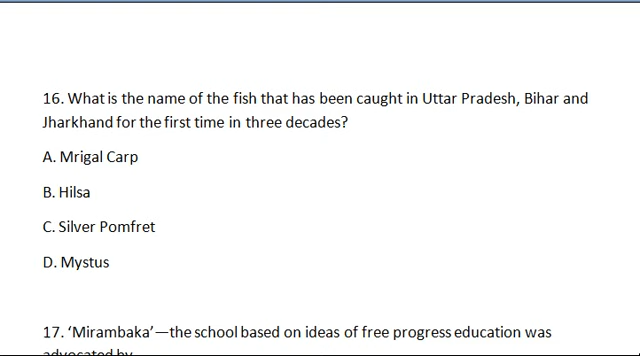 16. What is the name of the fish that has been caught in Uttar Pradesh, Bihar and
Jharkhand for the first time in three decades?
A. Mrigal Carp
B. Hilsa
C. Silver Pomfret
D. Mystus
17. ‘Mirambaka’—the school based on ideas of free progress education was
advocated by